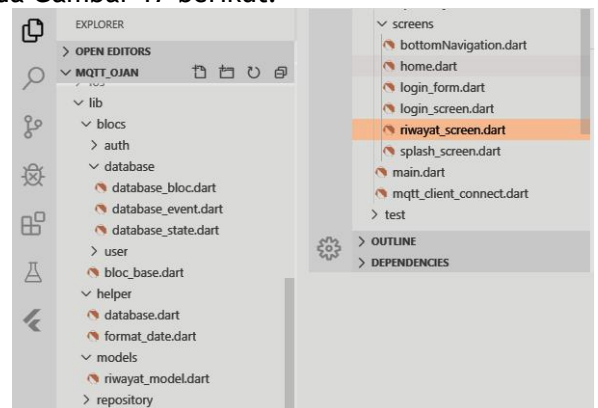 da Gambar 17 berikut.
EXPLORER
OPEN EDITORS
MQTT_OJAN
ios
lib
blocs
auth
database
database_bloc.dart
database_event.dart
database_state.dart
user
bloc_base.dart
helper
database.dart
format_date.dart
models
riwayat_model.dart
repository
screens
bottomNavigation.dart
home.dart
login_form.dart
login_screen.dart
riwayat_screen.dart
splash_screen.dart
main.dart
mqtt_client_connect.dart
test
OUTLINE
DEPENDENCIES